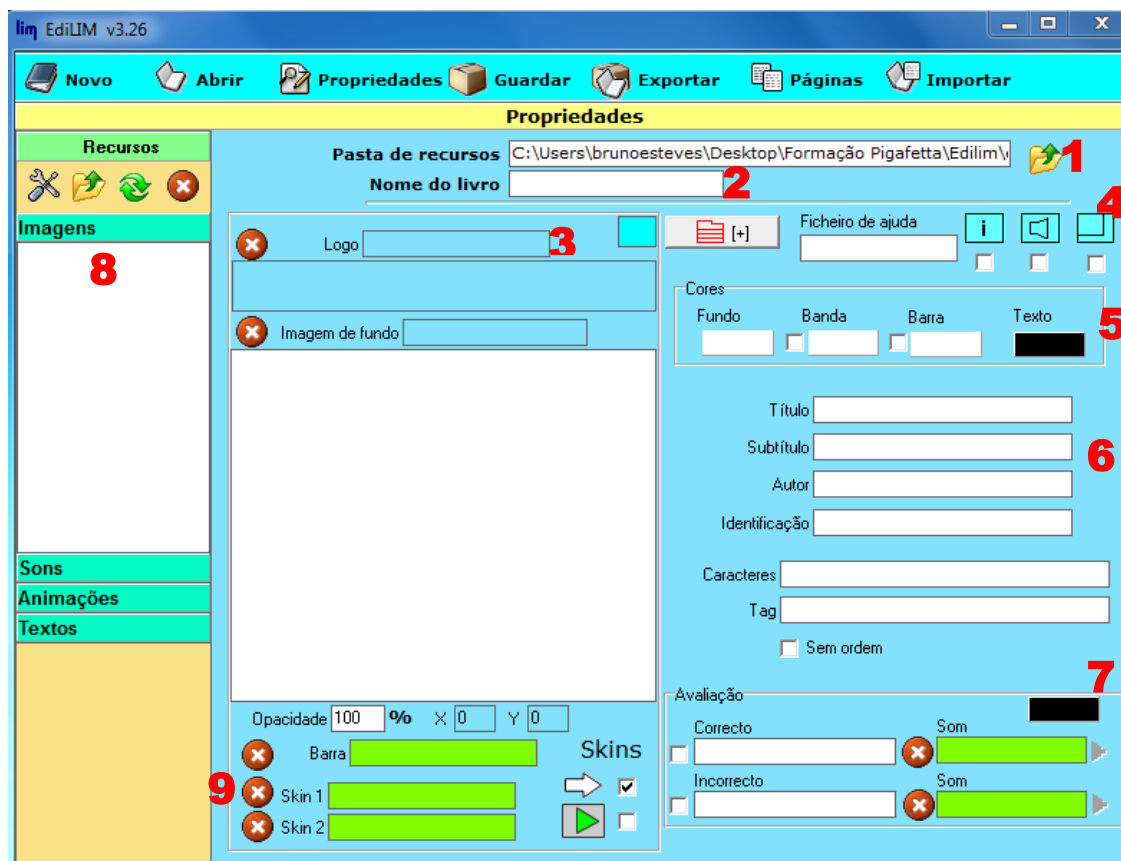 lim EdiLIM v3.26
Novo Abrir Propriedades Guardar Exportar Páginas Importar
Propriedades
Recursos
Pasta de recursos C:\Users\brunoesteves\Desktop\Formação Pigafetta\Edilim\ 1
Nome do livro 2
Imagens
8
Logo 3
[+] Ficheiro de ajuda i 4
Imagem de fundo
Cores
Fundo Banda Barra Texto 5
Título
Subtítulo 6
Autor
Identificação
Sons
Caracteres
Animações
Tag
Textos
Sem ordem
7
Avaliação
Opacidade 100 % X 0 Y 0
Correcto Som
Barra Skins
9 Skin 1
Incorrecto Som
Skin 2